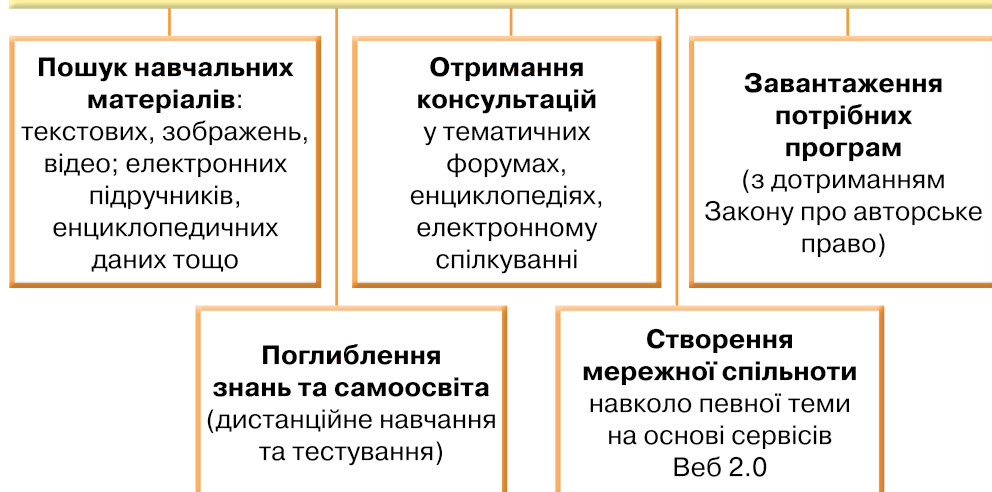 Пошук навчальних
матеріалів:
текстових, зображень,
відео; електронних
підручників,
енциклопедичних
даних тощо
Отримання
консультацій
у тематичних
форумах,
енциклопедіях,
електронному
спілкуванні
Завантаження
потрібних
програм
(з дотриманням
Закону про авторське
право)
Поглиблення
знань та самоосвіта
(дистанційне навчання
та тестування)
Створення
мережної спільноти
навколо певної теми
на основі сервісів
Веб 2.0